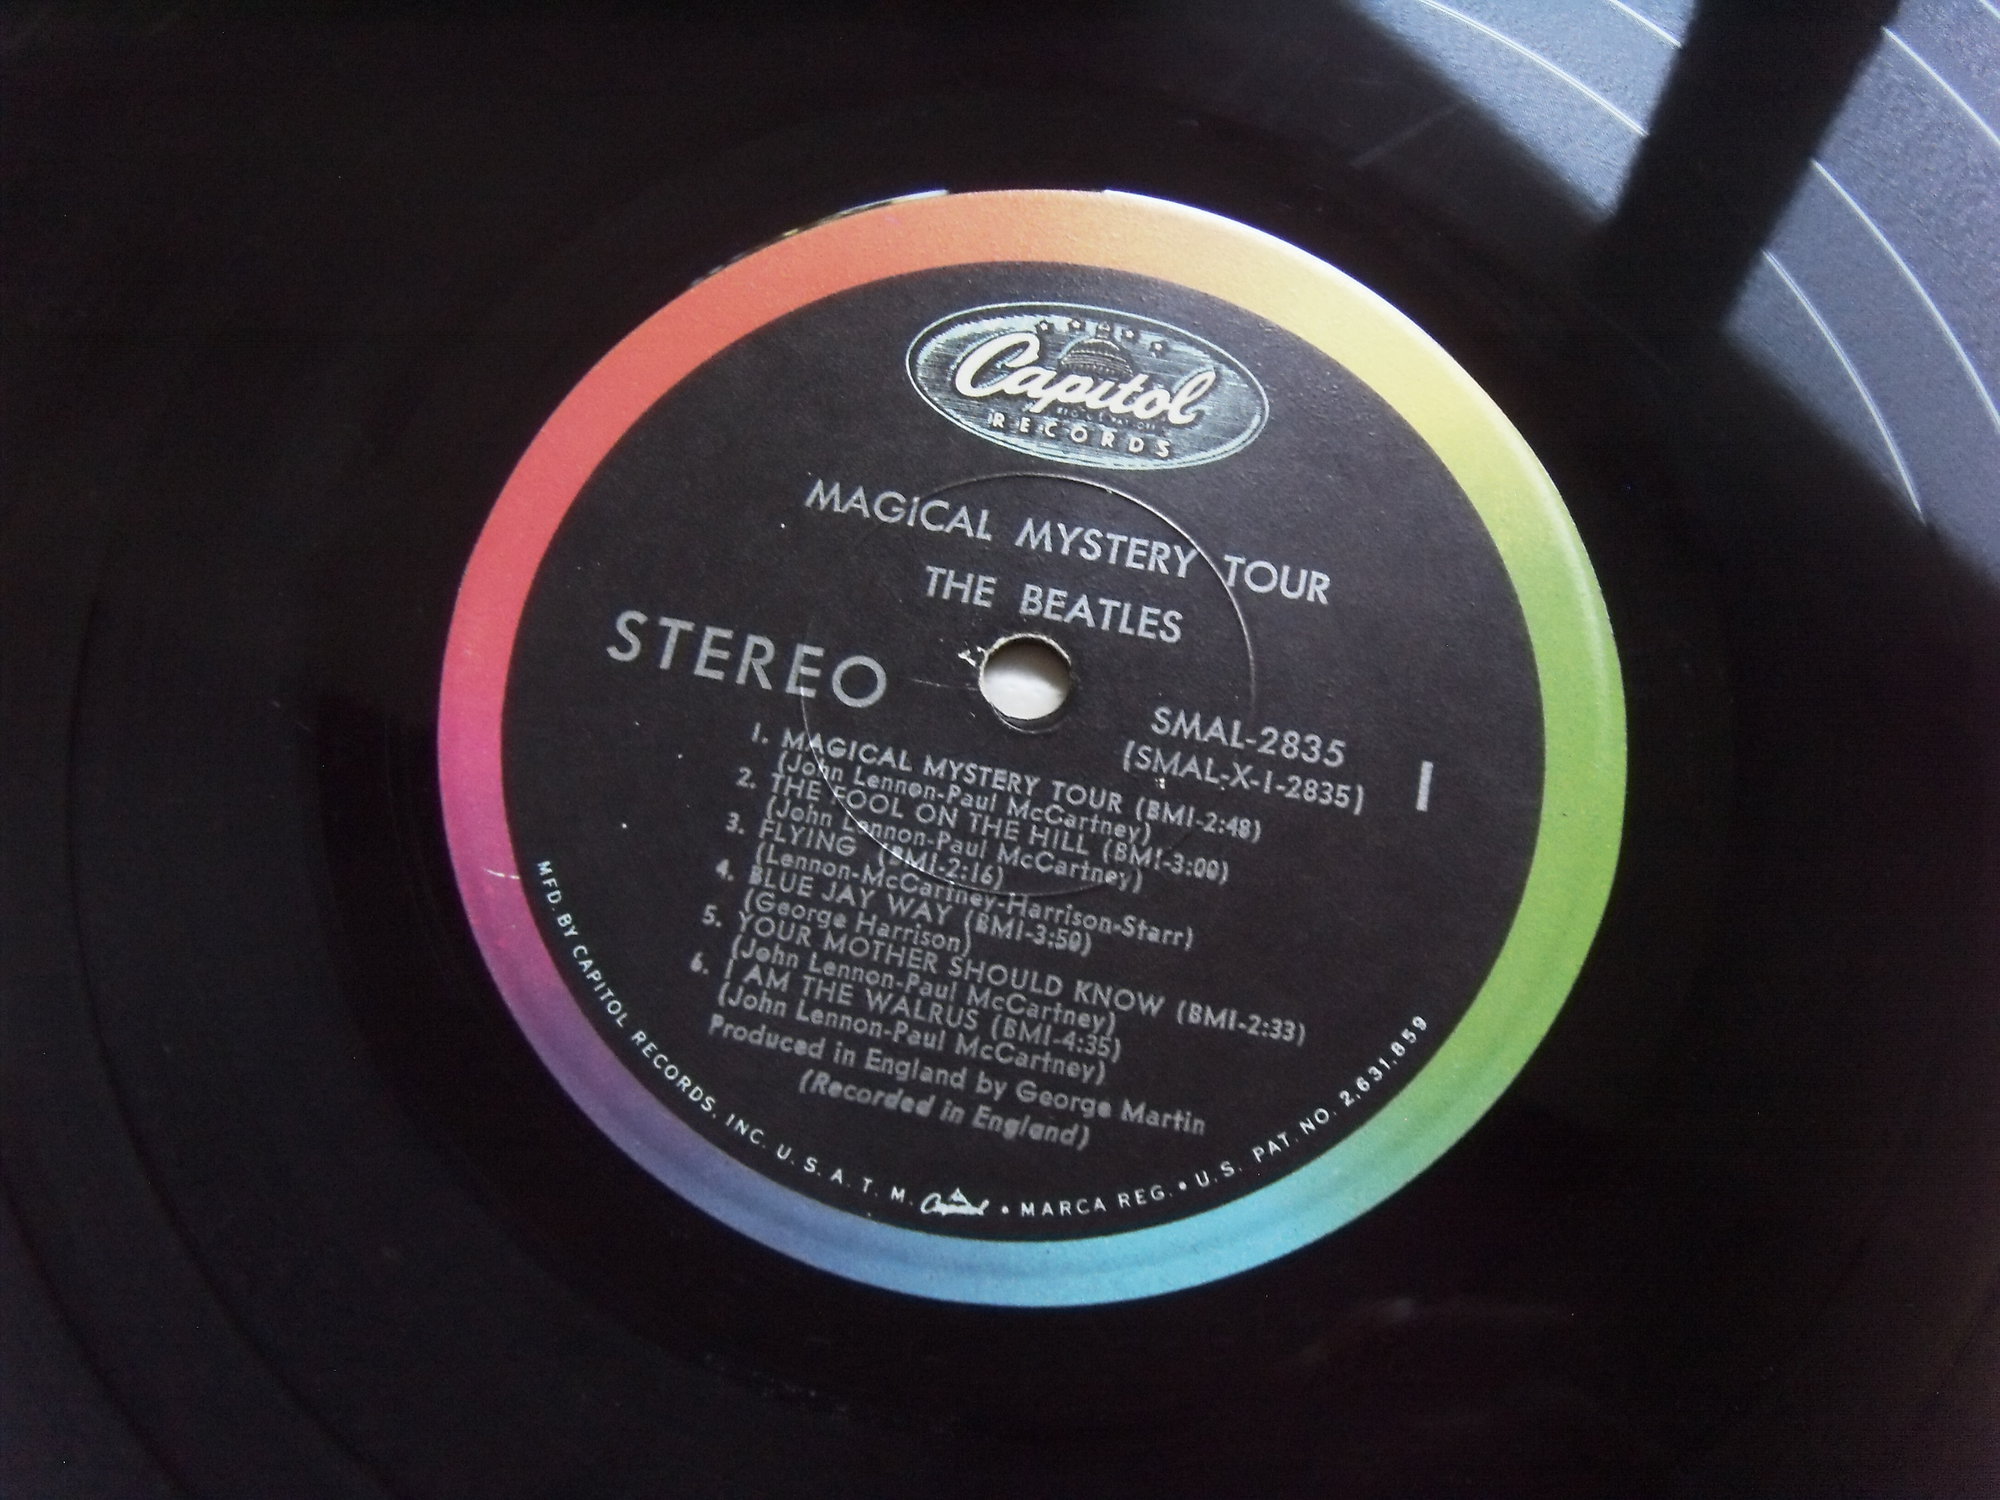 Capitol
RECORDS
MAGICAL MYSTERY TOUR
THE BEATLES
STEREO
SMAL-2835
(SMAL-X-1-2835)
1
1. MAGICAL MYSTERY TOUR (BMI-2:48)
(John Lennon-Paul McCartney)
2. THE FOOL ON THE HILL (BMI-3:00)
(John Lennon-Paul McCartney)
3. FLYING (BMI-2:16)
(Lennon-McCartney-Harrison-Starr)
4. BLUE JAY WAY (BMI-3:50)
(George Harrison)
5. YOUR MOTHER SHOULD KNOW (BMI-2:33)
(John Lennon-Paul McCartney)
6. I AM THE WALRUS (BMI-4:35)
(John Lennon-Paul McCartney)
Produced in England by George Martin
(Recorded in England)
MFD. BY CAPITOL RECORDS, INC. U.S.A. T.M. Capitol • MARCA REG. • U.S. PAT. NO. 2,631,859